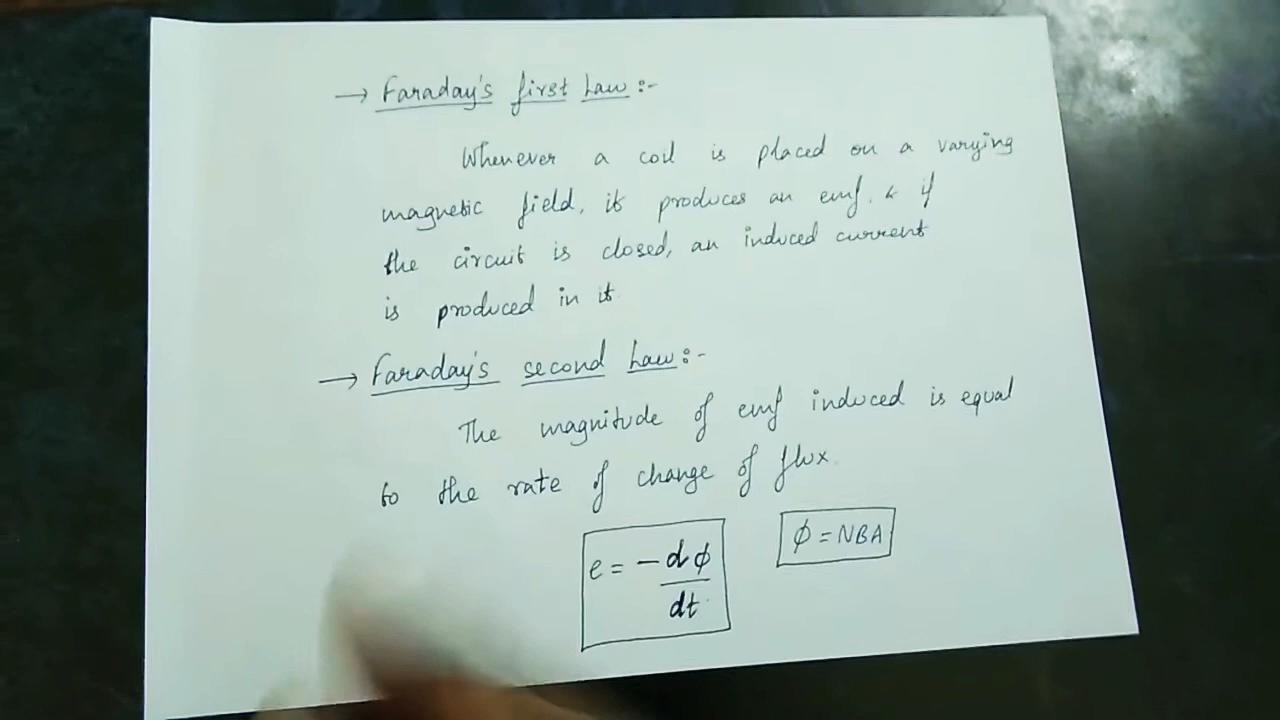 → Faraday's first Law :-
Whenever a coil is placed on a varying
magnetic field, it produces an emf. & if
the circuit is closed, an induced current
is produced in it
→ Faraday's second Law :-
The magnitude of emf induced is equal
to the rate of change of flux.
e = - dϕ/dt
ϕ = NBA